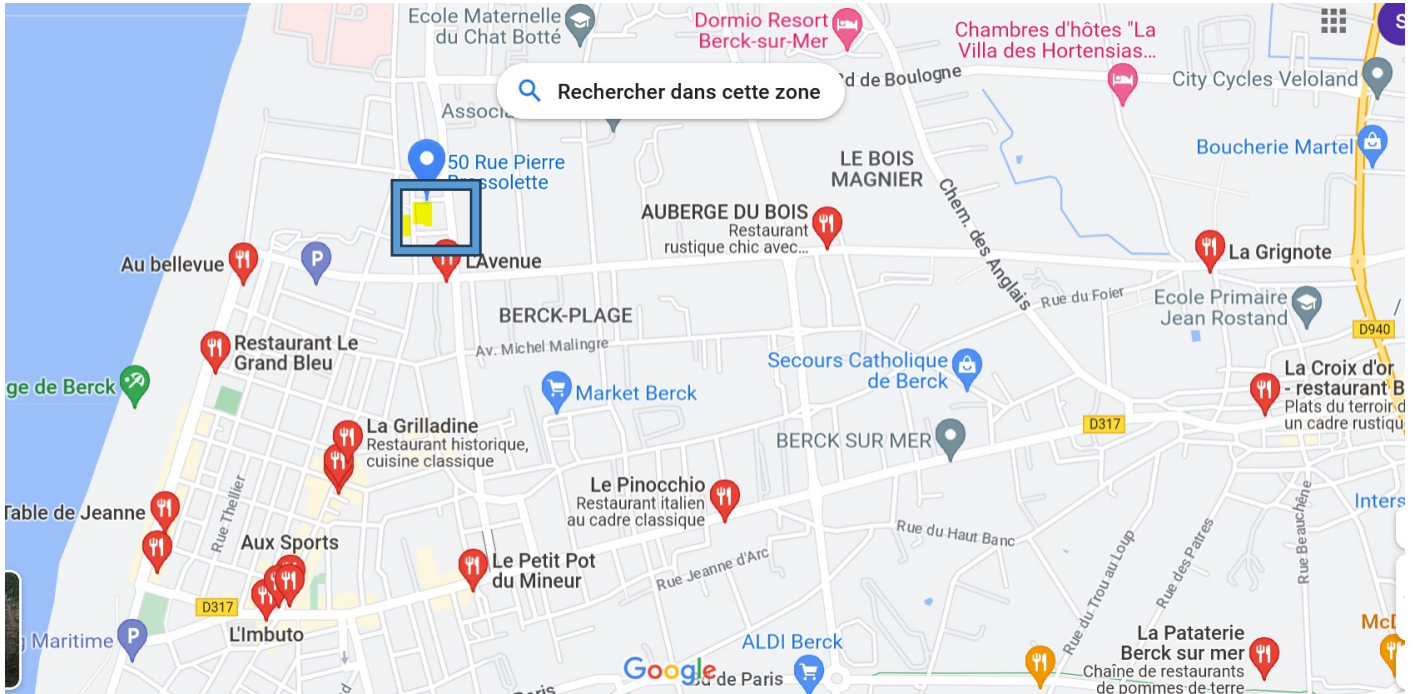 Ecole Maternelle
du Chat Botté
Dormio Resort
Berck-sur-Mer
Chambres d'hôtes "La
Villa des Hortensias...
S
City Cycles Veloland
Rechercher dans cette zone
d de Boulogne
Associa
Boucherie Martel
50 Rue Pierre
Brossolette
LE BOIS
MAGNIER
Chem. des Anglais
AUBERGE DU BOIS
Restaurant
rustique chic avec...
La Grignote
Au bellevue
P
LAvenue
Rue du Foier
Ecole Primaire
Jean Rostand
BERCK-PLAGE
D940
Av. Michel Malingre
Restaurant Le
Grand Bleu
Secours Catholique
de Berck
La Croix d'or
- restaurant B
Plats du terroir d
un cadre rustiqu
ge de Berck
Market Berck
La Grilladine
Restaurant historique,
cuisine classique
D317
BERCK SUR MER
Rue Thellier
Le Pinocchio
Restaurant italien
au cadre classique
Table de Jeanne
Inters
Rue Beauchêne
Rue du Haut Banc
Rue des Patres
Rue du Trou au Loup
Aux Sports
Le Petit Pot
du Mineur
Rue Jeanne d'Arc
D317
L'Imbuto
g Maritime
P
ALDI Berck
McD
La Pataterie
Berck sur mer
Chaîne de restaurants
de pommes de terre
Google
Bd de Paris
Paris